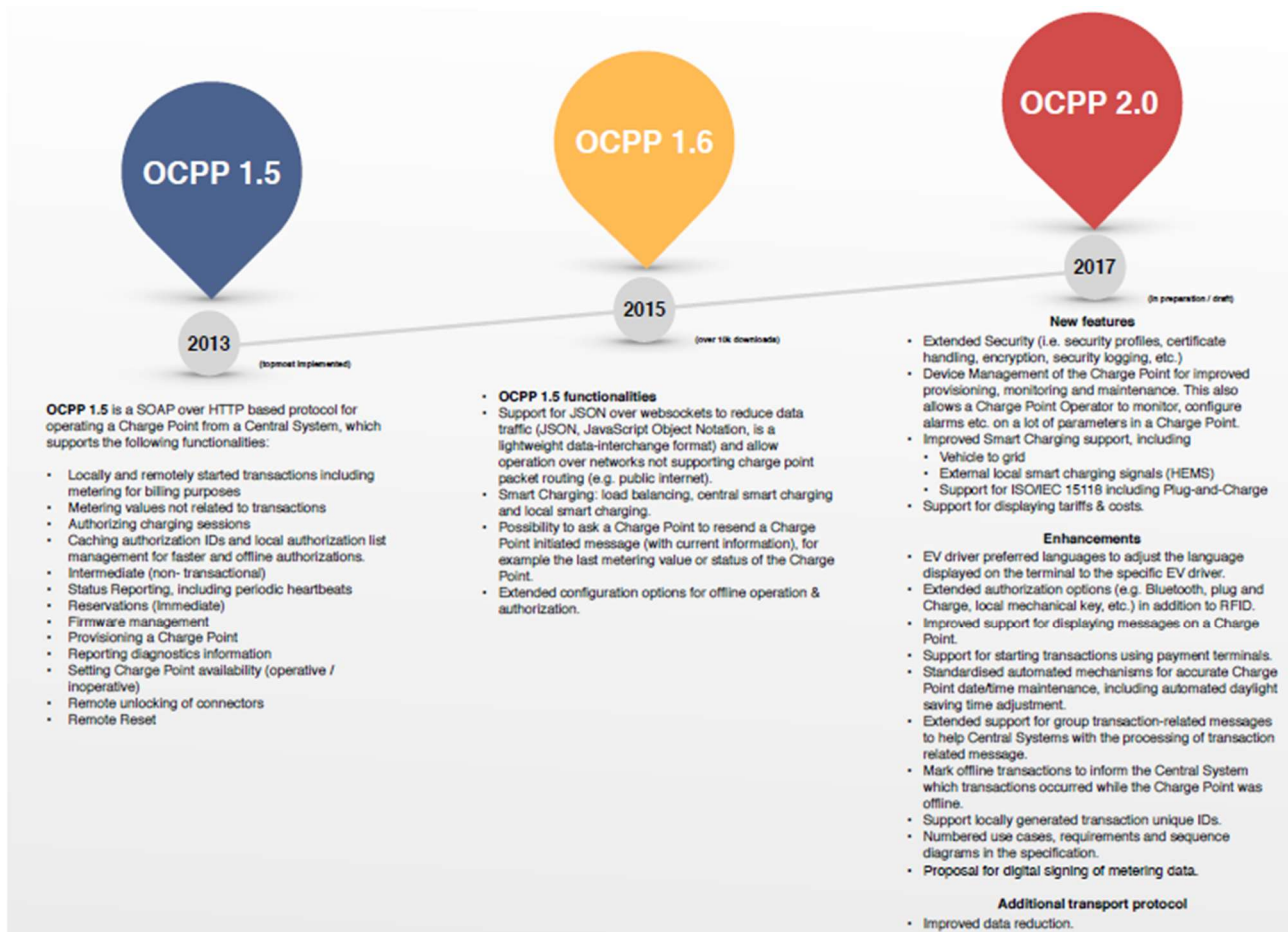 OCPP 1.5
OCPP 1.6
OCPP 2.0
2013
(topmost implemented)
2015
(over 10k downloads)
2017
(in preparation / draft)
OCPP 1.5 is a SOAP over HTTP based protocol for
operating a Charge Point from a Central System, which
supports the following functionalities:
• Locally and remotely started transactions including
metering for billing purposes
• Metering values not related to transactions
• Authorizing charging sessions
• Caching authorization IDs and local authorization list
management for faster and offline authorizations.
• Intermediate (non- transactional)
• Status Reporting, including periodic heartbeats
• Reservations (Immediate)
• Firmware management
• Provisioning a Charge Point
• Reporting diagnostics information
• Setting Charge Point availability (operative /
inoperative)
• Remote unlocking of connectors
• Remote Reset
• OCPP 1.5 functionalities
• Support for JSON over websockets to reduce data
traffic (JSON, JavaScript Object Notation, is a
lightweight data-interchange format) and allow
operation over networks not supporting charge point
packet routing (e.g. public internet).
• Smart Charging: load balancing, central smart charging
and local smart charging.
• Possibility to ask a Charge Point to resend a Charge
Point initiated message (with current information), for
example the last metering value or status of the Charge
Point.
• Extended configuration options for offline operation &
authorization.
New features
• Extended Security (i.e. security profiles, certificate
handling, encryption, security logging, etc.)
• Device Management of the Charge Point for improved
provisioning, monitoring and maintenance. This also
allows a Charge Point Operator to monitor, configure
alarms etc. on a lot of parameters in a Charge Point.
• Improved Smart Charging support, including
• Vehicle to grid
• External local smart charging signals (HEMS)
• Support for ISO/IEC 15118 including Plug-and-Charge
• Support for displaying tariffs & costs.
Enhancements
• EV driver preferred languages to adjust the language
displayed on the terminal to the specific EV driver.
• Extended authorization options (e.g. Bluetooth, plug and
Charge, local mechanical key, etc.) in addition to RFID.
• Improved support for displaying messages on a Charge
Point.
• Support for starting transactions using payment terminals.
• Standardised automated mechanisms for accurate Charge
Point date/time maintenance, including automated daylight
saving time adjustment.
• Extended support for group transaction-related messages
to help Central Systems with the processing of transaction
related message.
• Mark offline transactions to inform the Central System
which transactions occurred while the Charge Point was
offline.
• Support locally generated transaction unique IDs.
• Numbered use cases, requirements and sequence
diagrams in the specification.
• Proposal for digital signing of metering data.
Additional transport protocol
• Improved data reduction.